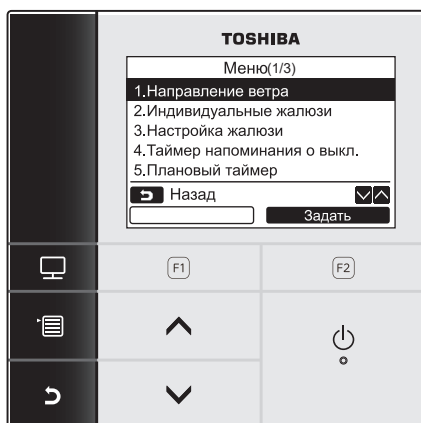 TOSHIBA
Меню(1/3)
1.Направление ветра
2.Индивидуальные жалюзи
3.Настройка жалюзи
4.Таймер напоминания о выкл.
5.Плановый таймер
Назад
Задать
F1 F2